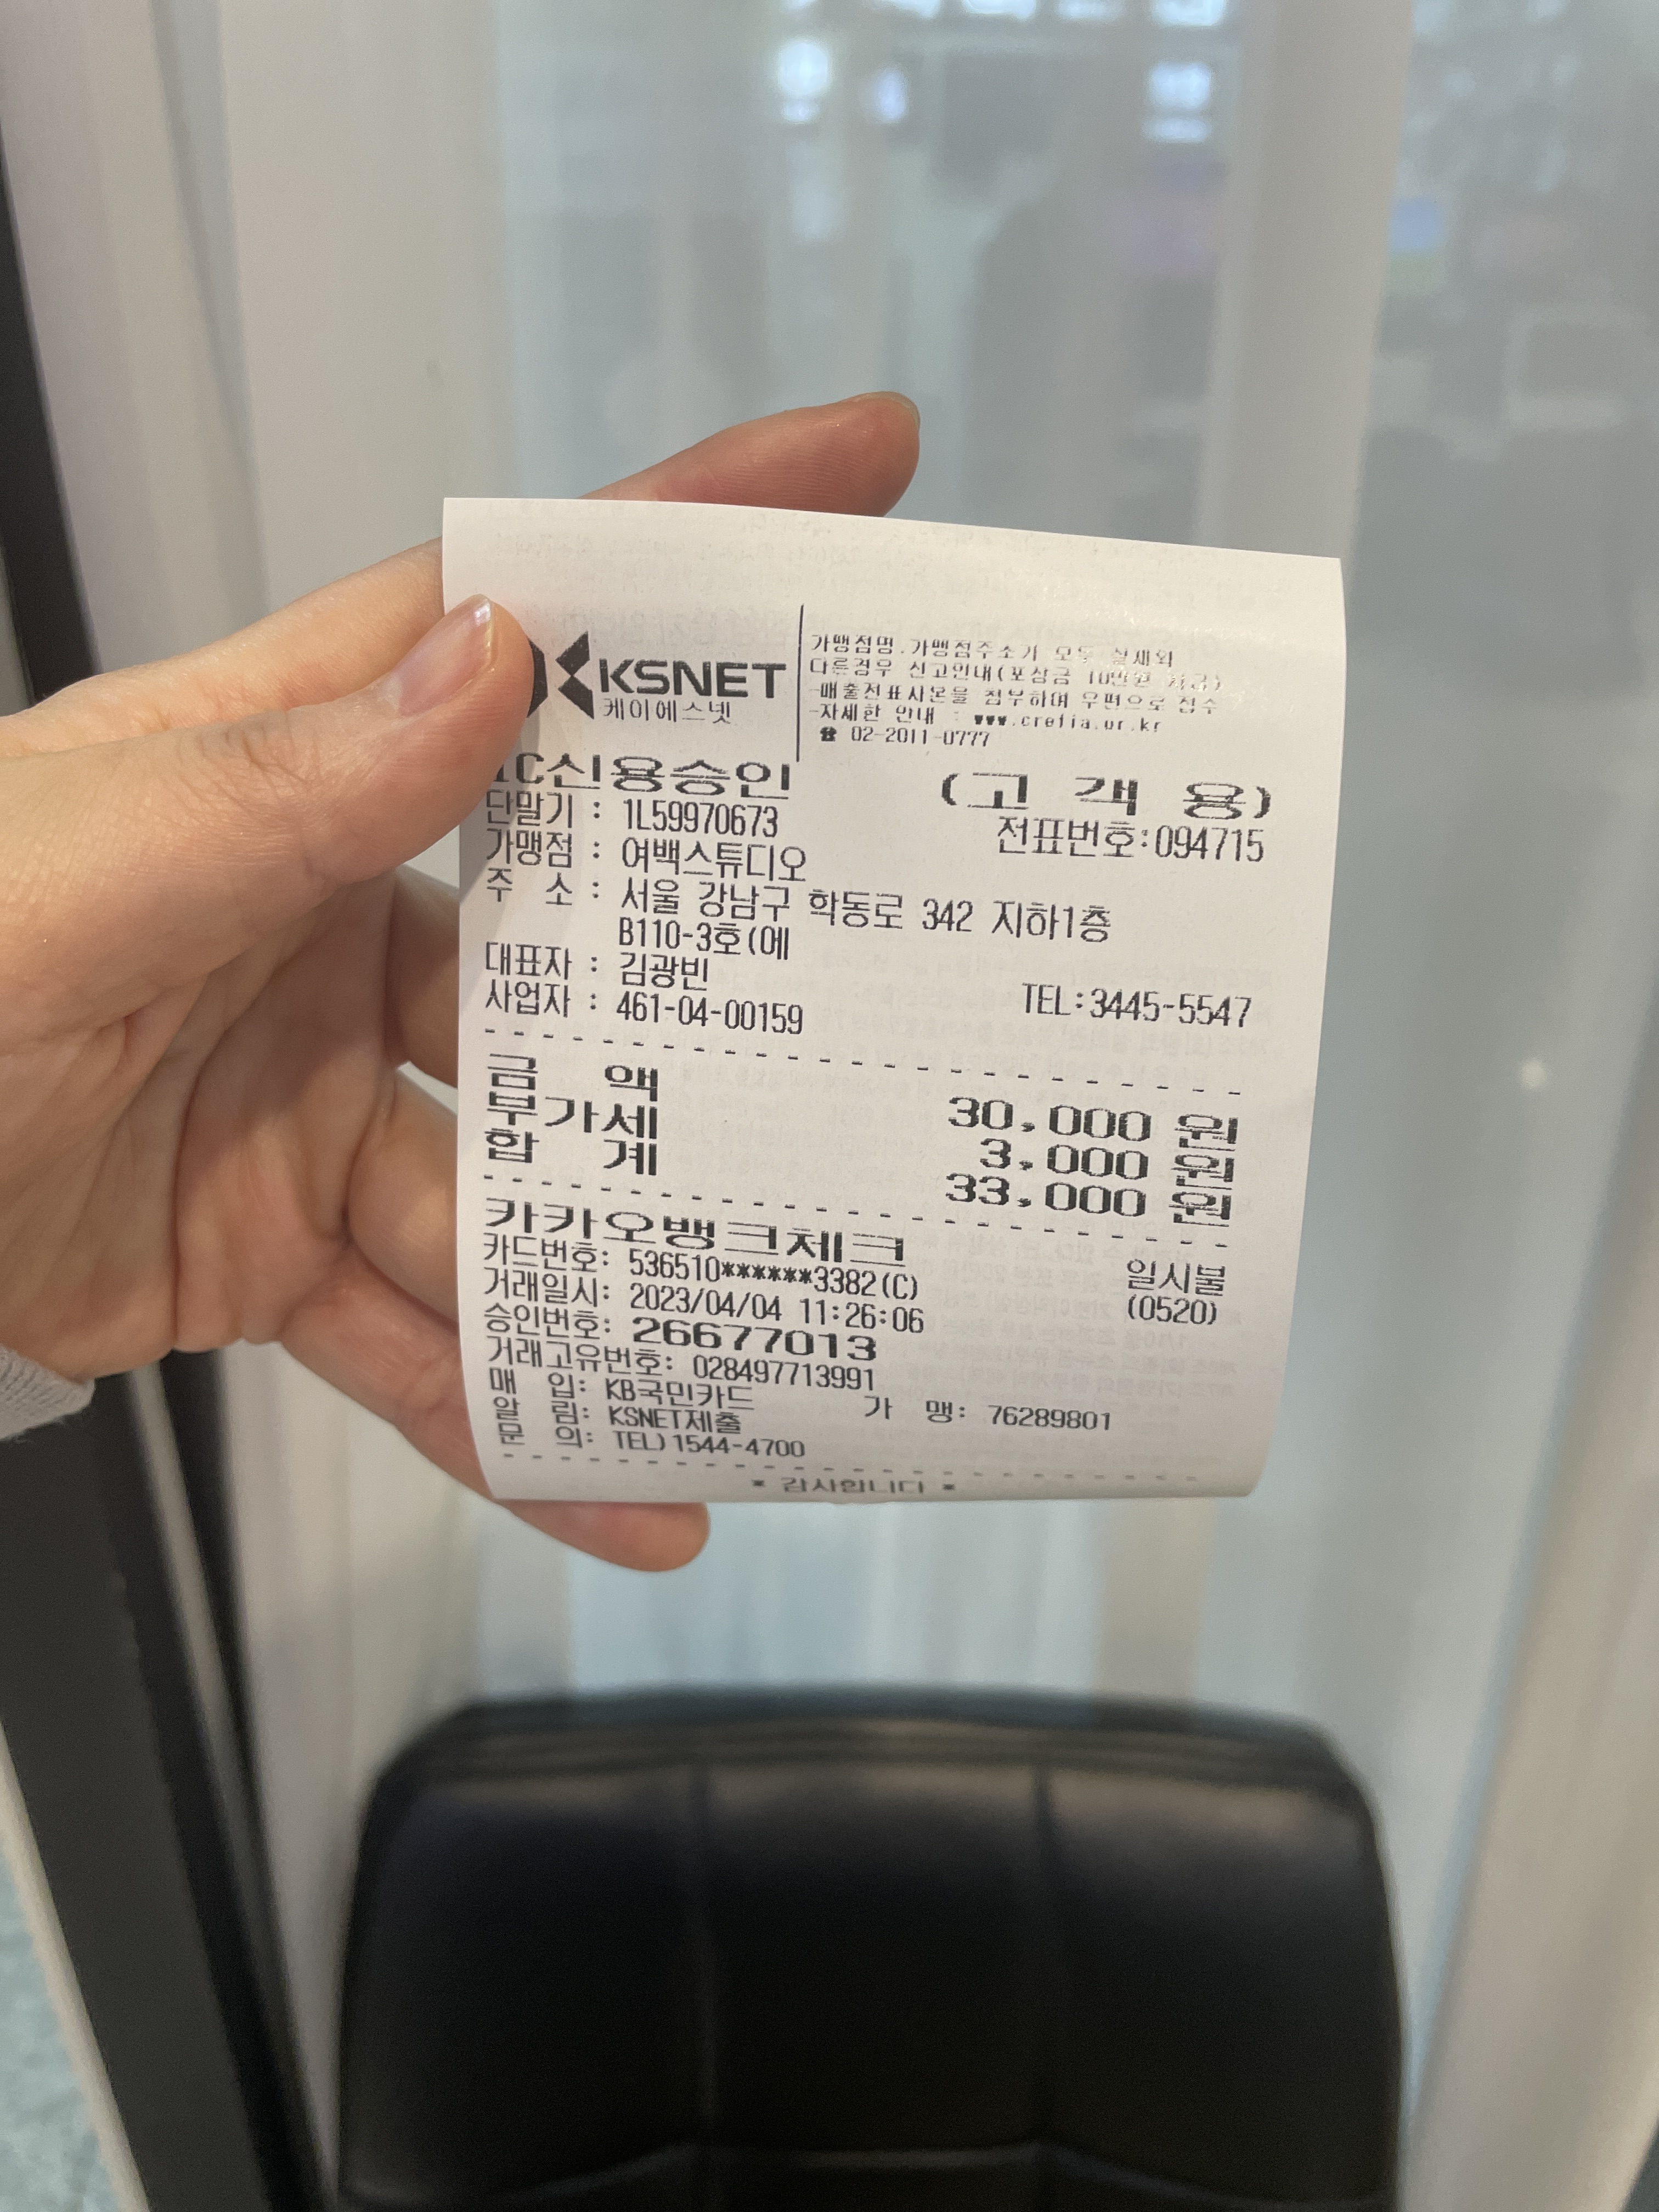 KSNET
케이에스넷
가맹점명.가맹점주소가 모두 실제와
다른경우 신고안내(포상금 10만원 지급)
-매출전표사본을 첨부하여 우편으로 접수
-자세한 안내 : www.crefia.or.kr
☎ 02-2011-0777
IC신용승인 (고 객 용)
단말기 : 1L59970673 전표번호:094715
가맹점 : 여백스튜디오
주 소 : 서울 강남구 학동로 342 지하1층
B110-3호(에
대표자 : 김광빈
사업자 : 461-04-00159 TEL:3445-5547
금 액 30,000 원
부가세 3,000 원
합 계 33,000 원
카카오뱅크체크
카드번호: 536510******3382(C) 일시불
거래일시: 2023/04/04 11:26:06 (0520)
승인번호: 26677013
거래고유번호: 028497713991
매 입: KB국민카드 가 맹: 76289801
알 림: KSNET제출
문 의: TEL)1544-4700
* 감사합니다 *